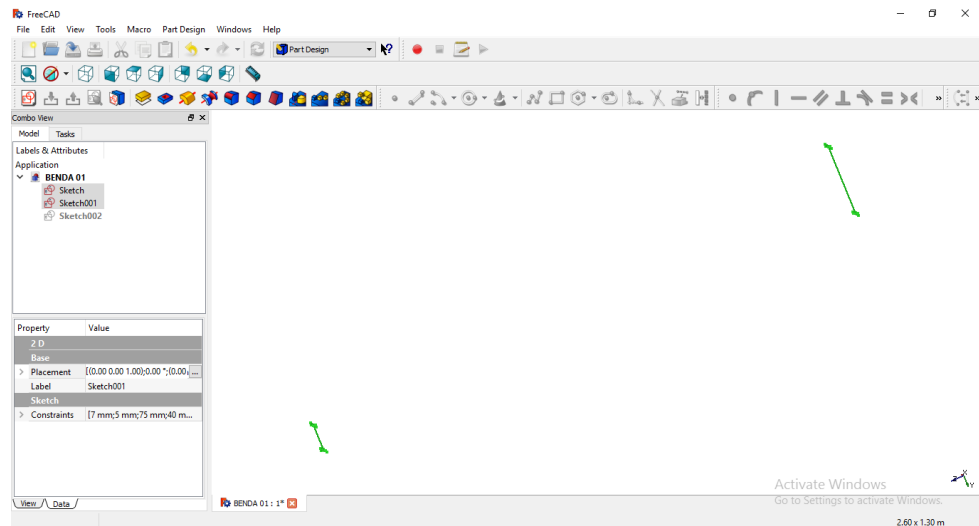 FreeCAD
File Edit View Tools Macro Part Design Windows Help
Part Design
Combo View
Model Tasks
Labels & Attributes
Application
BENDA 01
Sketch
Sketch001
Sketch002
Property Value
2 D
Base
Placement [(0.00 0.00 1.00);0.00 °;(0.00 ...
Label Sketch001
Sketch
Constraints [7 mm;5 mm;75 mm;40 m...
View Data
BENDA 01 : 1*
Activate Windows
Go to Settings to activate Windows.
X
Y
2.60 x 1.30 m